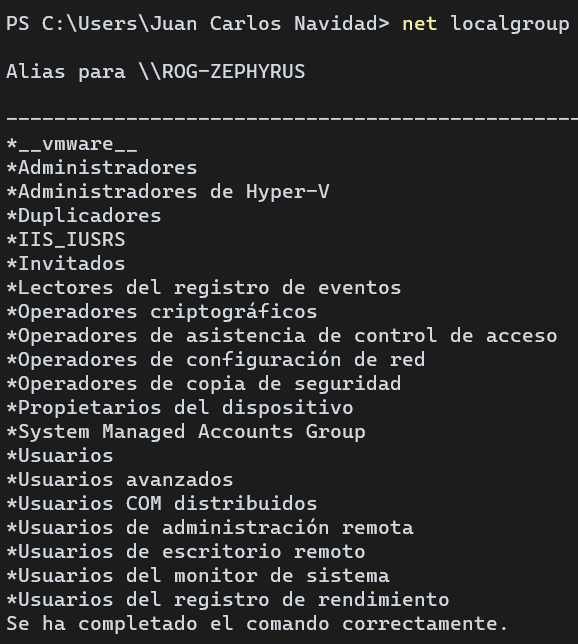 PS C:\Users\Juan Carlos Navidad> net localgroup
Alias para \\ROG-ZEPHYRUS
-------------------------------------------------------------------------------
*__vmware__
*Administradores
*Administradores de Hyper-V
*Duplicadores
*IIS_IUSRS
*Invitados
*Lectores del registro de eventos
*Operadores criptográficos
*Operadores de asistencia de control de acceso
*Operadores de configuración de red
*Operadores de copia de seguridad
*Propietarios del dispositivo
*System Managed Accounts Group
*Usuarios
*Usuarios avanzados
*Usuarios COM distribuidos
*Usuarios de administración remota
*Usuarios de escritorio remoto
*Usuarios del monitor de sistema
*Usuarios del registro de rendimiento
Se ha completado el comando correctamente.